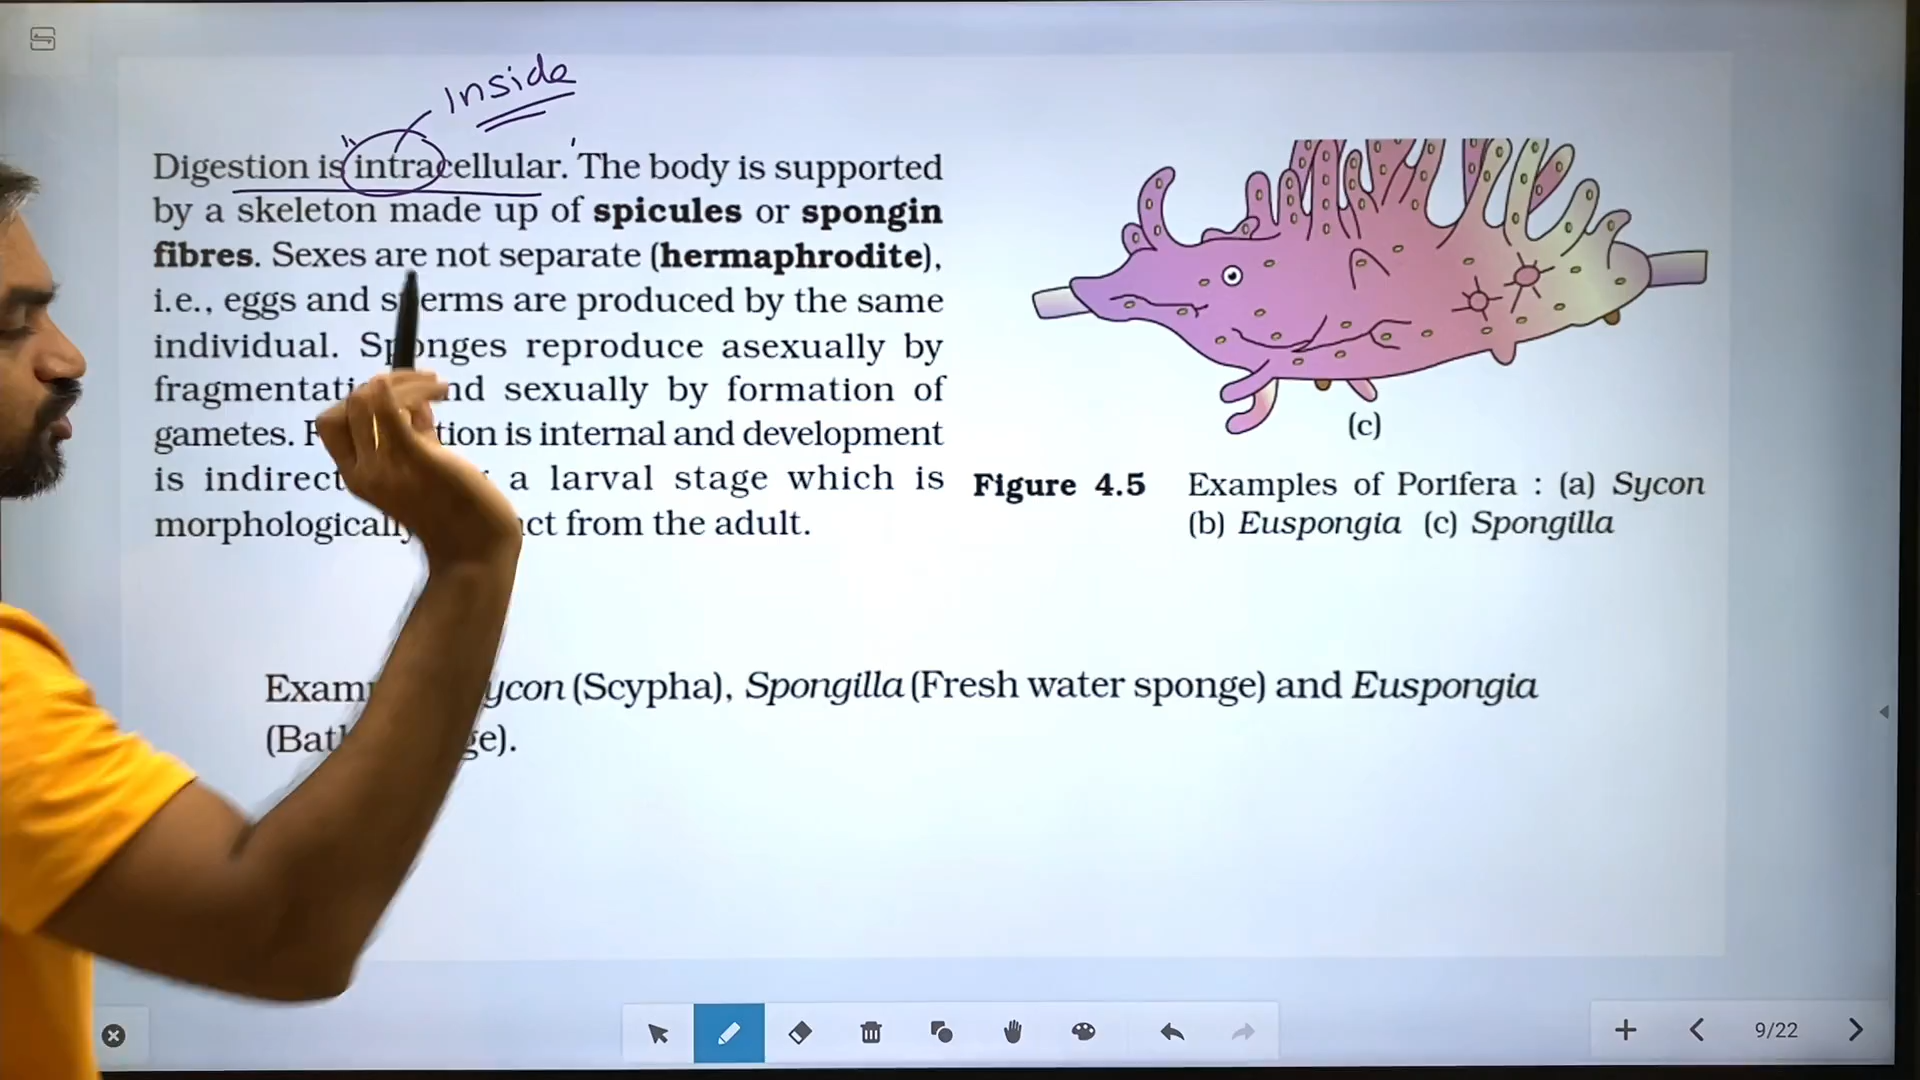 Inside
Digestion is intracellular. The body is supported
by a skeleton made up of spicules or spongin
fibres. Sexes are not separate (hermaphrodite),
i.e., eggs and sperms are produced by the same
individual. Sponges reproduce asexually by
fragmentati nd sexually by formation of
gametes. F tion is internal and development
is indirect a larval stage which is
morphologically ct from the adult.
(c)
Figure 4.5 Examples of Porifera : (a) Sycon
(b) Euspongia (c) Spongilla
Exam ycon (Scypha), Spongilla (Fresh water sponge) and Euspongia
(Bat ge).
9/22